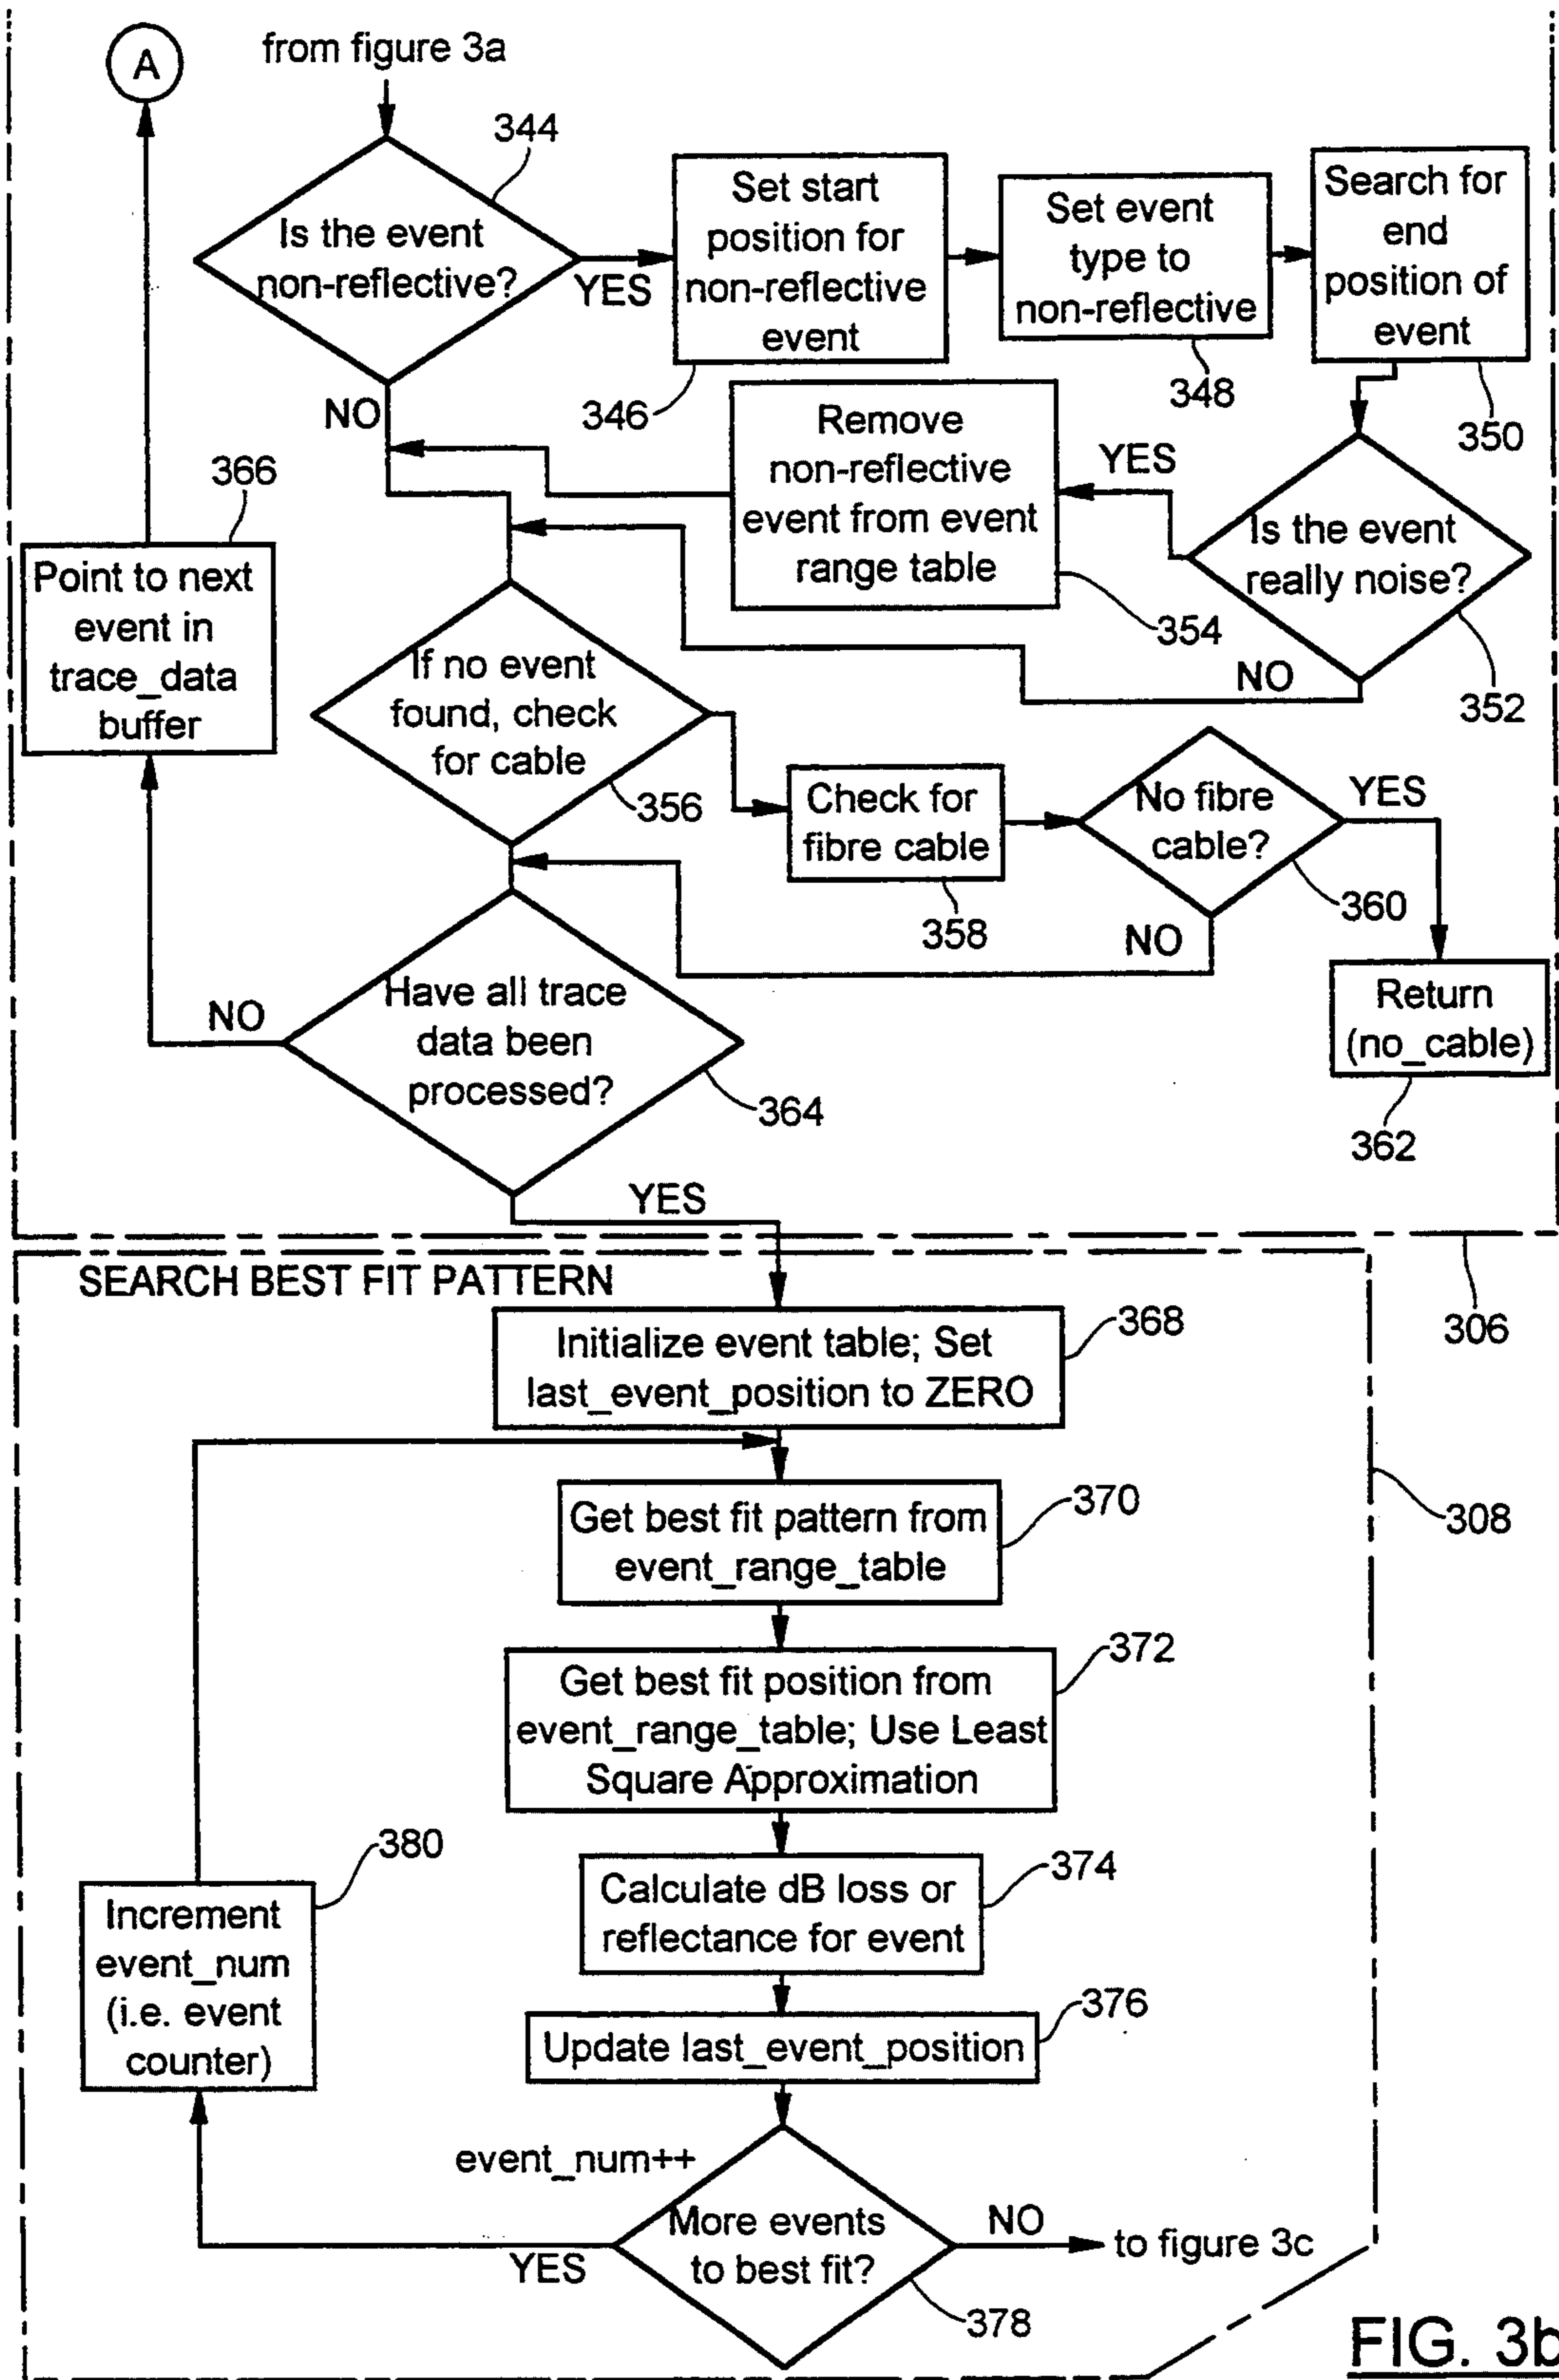 A
from figure 3a
344
Is the event
non-reflective?
YES
NO
Set start
position for
non-reflective
event
346
Set event
type to
non-reflective
348
Search for
end
position of
event
350
Remove
non-reflective
event from event
range table
354
YES
Is the event
really noise?
352
NO
366
Point to next
event in
trace_data
buffer
If no event
found, check
for cable
356
Check for
fibre cable
358
No fibre
cable?
360
YES
NO
Return
(no_cable)
362
Have all trace
data been
processed?
364
NO
YES
306
SEARCH BEST FIT PATTERN
Initialize event table; Set
last_event_position to ZERO
368
308
Get best fit pattern from
event_range_table
370
Get best fit position from
event_range_table; Use Least
Square Approximation
372
Calculate dB loss or
reflectance for event
374
Update last_event_position
376
380
Increment
event_num
(i.e. event
counter)
event_num++
More events
to best fit?
378
YES
NO
to figure 3c
FIG. 3b